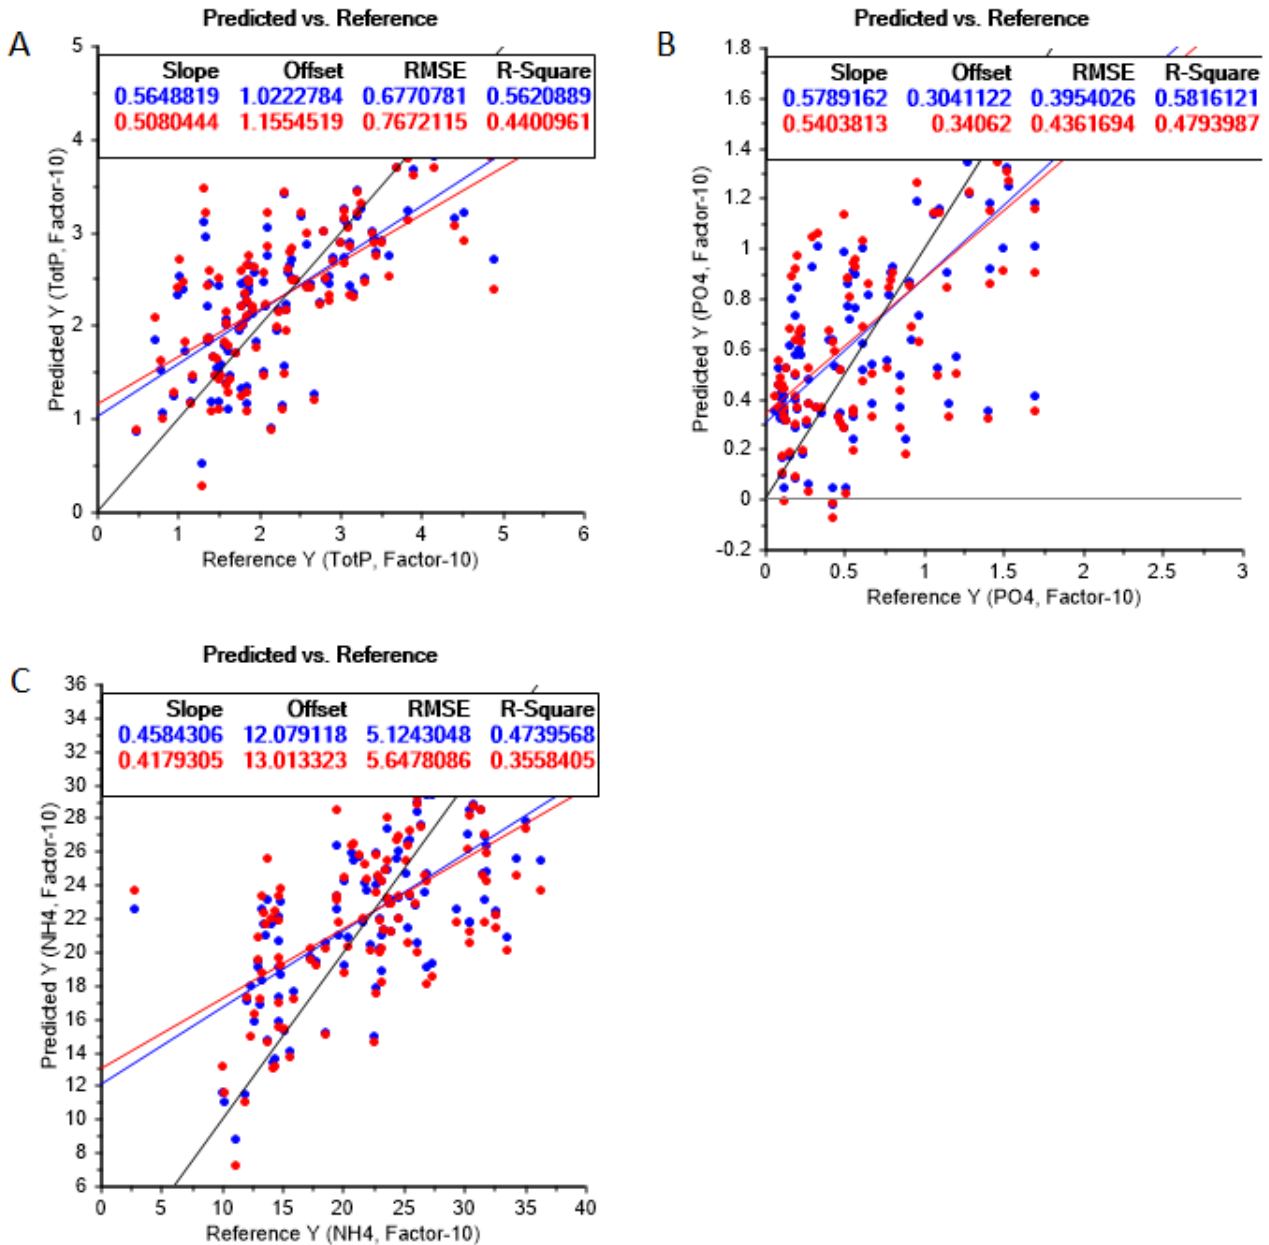 Predicted vs. Reference
A
5
4
3
2
1
0
Predicted Y (TotP, Factor-10)
Slope Offset RMSE R-Square
0.5648819 1.0222784 0.6770781 0.5620889
0.5080444 1.1554519 0.7672115 0.4400961
0 1 2 3 4 5 6
Reference Y (TotP, Factor-10)
Predicted vs. Reference
B
1.8
1.6
1.4
1.2
1
0.8
0.6
0.4
0.2
0
-0.2
Predicted Y (PO4, Factor-10)
Slope Offset RMSE R-Square
0.5789162 0.3041122 0.3954026 0.5816121
0.5403813 0.34062 0.4361694 0.4793987
0 0.5 1 1.5 2 2.5 3
Reference Y (PO4, Factor-10)
Predicted vs. Reference
C
36
34
32
30
28
26
24
22
20
18
16
14
12
10
8
6
Predicted Y (NH4, Factor-10)
Slope Offset RMSE R-Square
0.4584306 12.079118 5.1243048 0.4739568
0.4179305 13.013323 5.6478086 0.3558405
0 5 10 15 20 25 30 35 40
Reference Y (NH4, Factor-10)